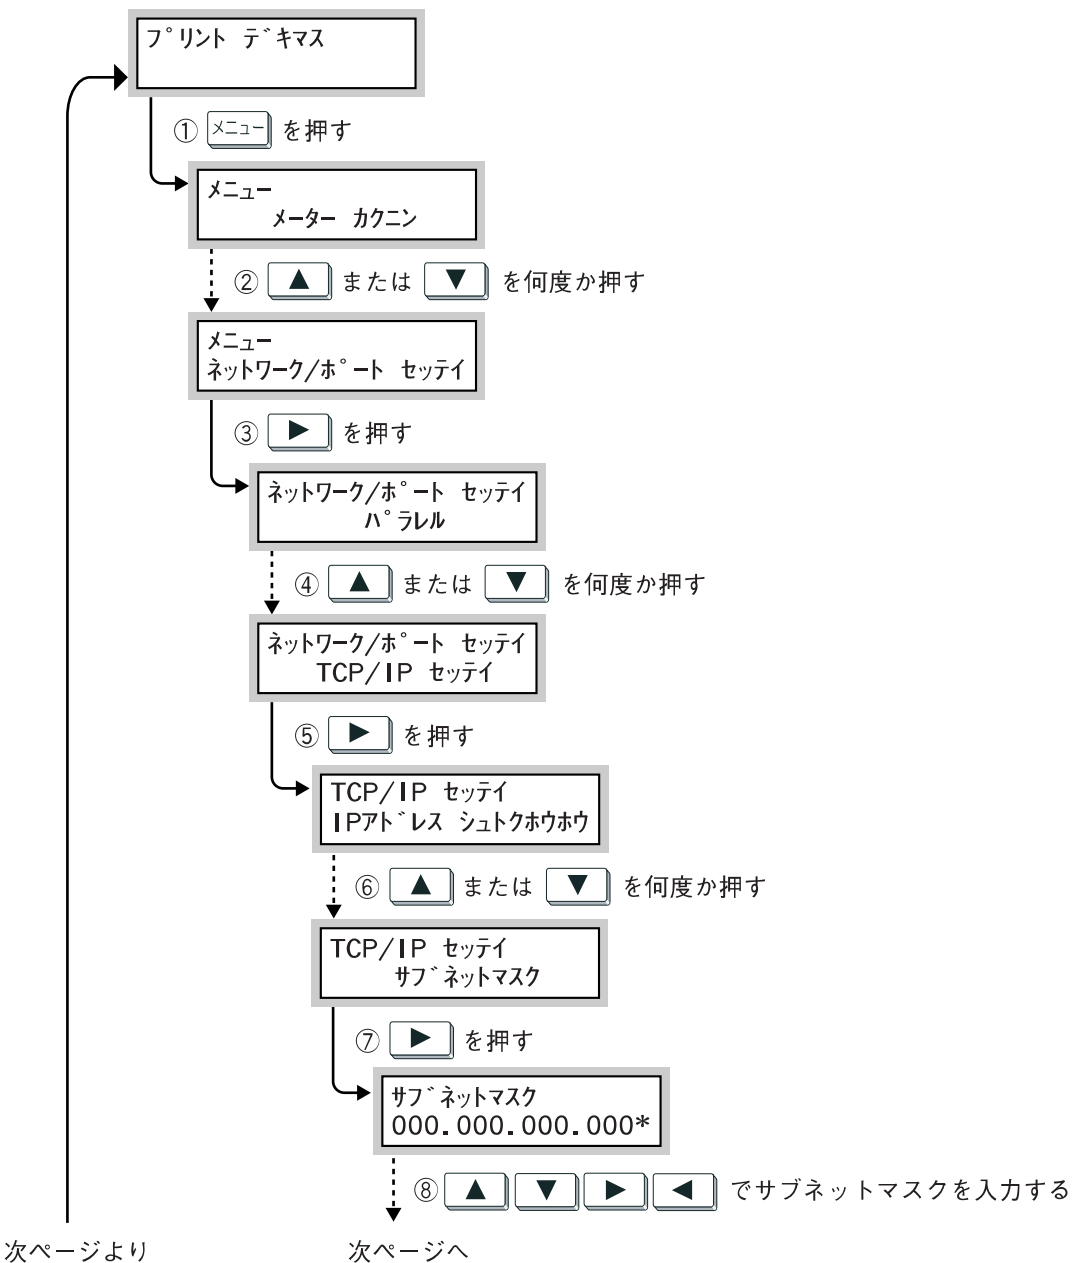 プリント デキマス
① メニュー を押す
メニュー
メーター カクニン
② ▲ または ▼ を何度か押す
メニュー
ネットワーク/ポート セッテイ
③ ▶ を押す
ネットワーク/ポート セッテイ
パラレル
④ ▲ または ▼ を何度か押す
ネットワーク/ポート セッテイ
TCP/IP セッテイ
⑤ ▶ を押す
TCP/IP セッテイ
IPアドレス シュトクホウホウ
⑥ ▲ または ▼ を何度か押す
TCP/IP セッテイ
サブネットマスク
⑦ ▶ を押す
サブネットマスク
000.000.000.000*
⑧ ▲ ▼ ▶ ◀ でサブネットマスクを入力する
次ページより
次ページへ